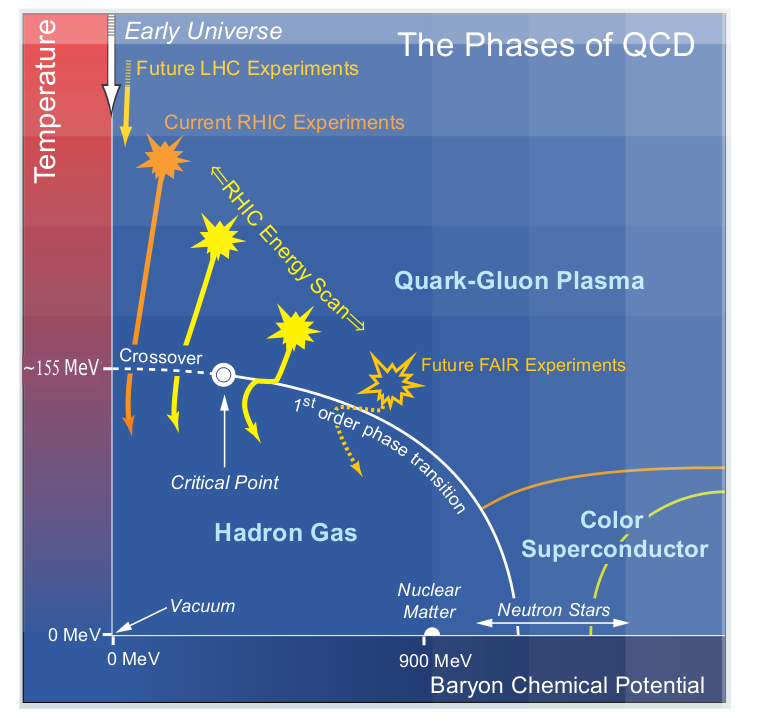 Temperature
Early Universe
The Phases of QCD
Future LHC Experiments
Current RHIC Experiments
RHIC Energy Scan
Quark-Gluon Plasma
~155 MeV
Crossover
Future FAIR Experiments
1st order phase transition
Critical Point
Hadron Gas
Color
Superconductor
Nuclear
Matter
Neutron Stars
Vacuum
0 MeV
0 MeV
900 MeV
Baryon Chemical Potential